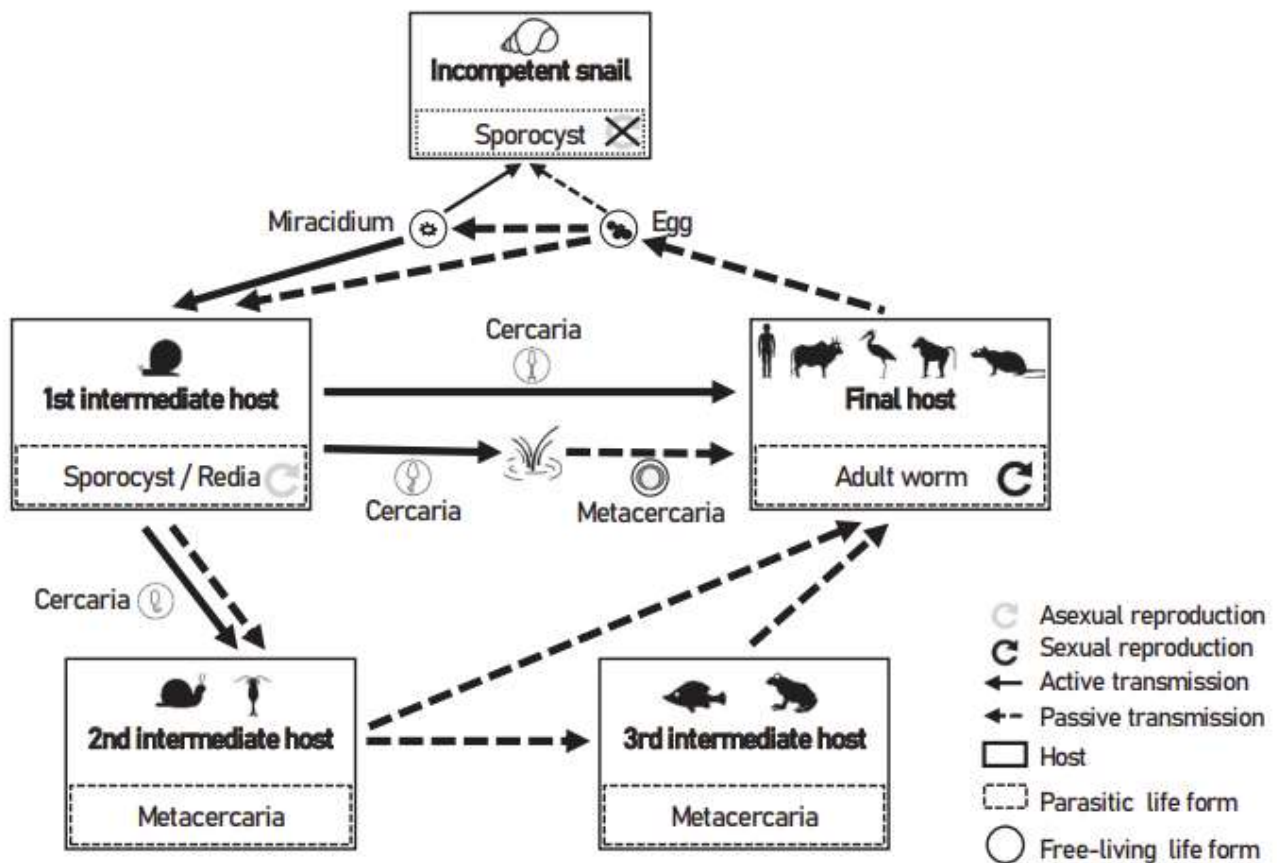 Incompetent snail
Sporocyst
Miracidium
Egg
Cercaria
1st intermediate host
Final host
Sporocyst / Redia
Adult worm
Cercaria
Metacercaria
Cercaria
2nd intermediate host
3rd intermediate host
Metacercaria
Metacercaria
Asexual reproduction
Sexual reproduction
Active transmission
Passive transmission
Host
Parasitic life form
Free-living life form